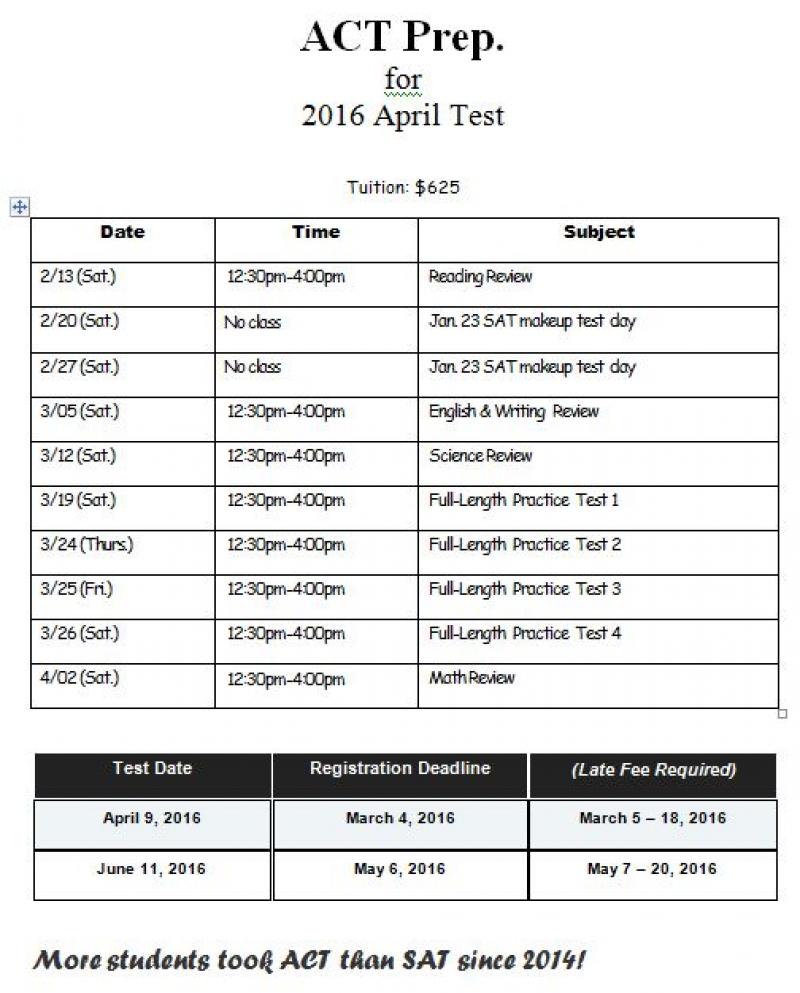 ACT Prep.
for
2016 April Test
Tuition: $625
Date Time Subject
2/13 (Sat.) 12:30pm-4:00pm Reading Review
2/20 (Sat.) No class Jan. 23 SAT makeup test day
2/27 (Sat.) No class Jan. 23 SAT makeup test day
3/05 (Sat.) 12:30pm-4:00pm English & Writing Review
3/12 (Sat.) 12:30pm-4:00pm Science Review
3/19 (Sat.) 12:30pm-4:00pm Full-Length Practice Test 1
3/24 (Thurs.) 12:30pm-4:00pm Full-Length Practice Test 2
3/25 (Fri.) 12:30pm-4:00pm Full-Length Practice Test 3
3/26 (Sat.) 12:30pm-4:00pm Full-Length Practice Test 4
4/02 (Sat.) 12:30pm-4:00pm Math Review
Test Date Registration Deadline (Late Fee Required)
April 9, 2016 March 4, 2016 March 5 – 18, 2016
June 11, 2016 May 6, 2016 May 7 – 20, 2016
More students took ACT than SAT since 2014!